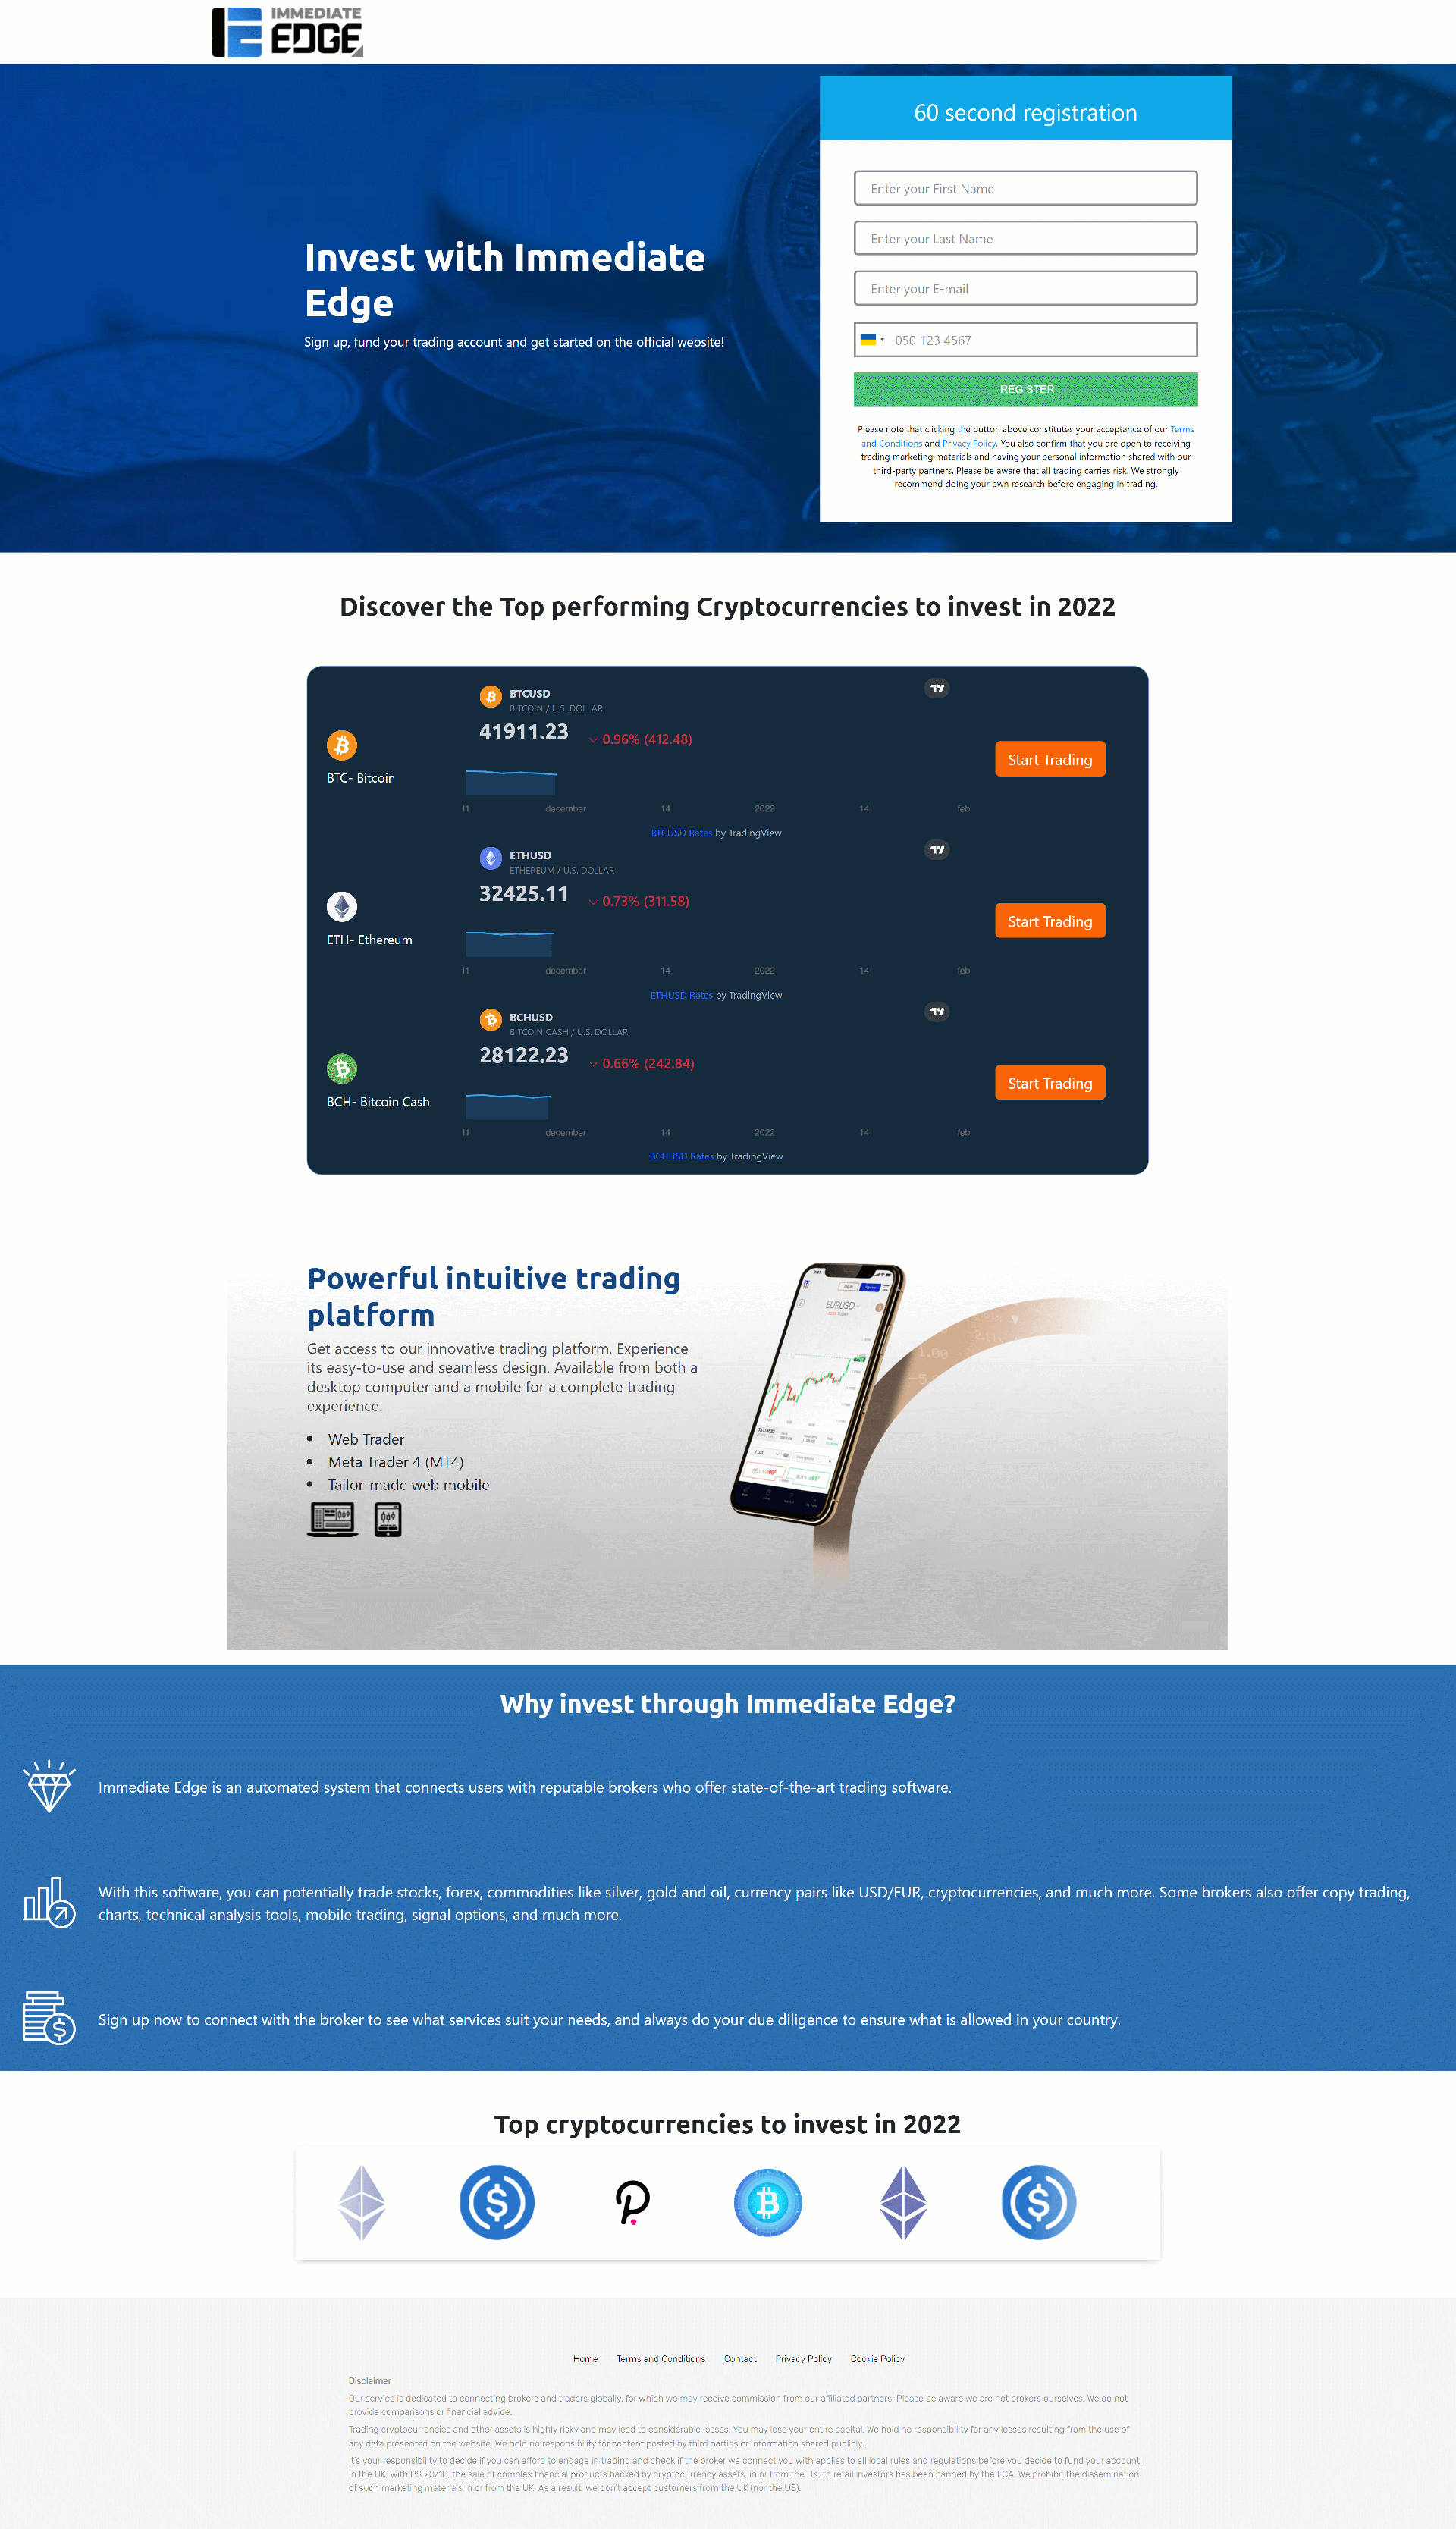 IMMEDIATE
EDGE
60 second registration
Enter your First Name
Enter your Last Name
Enter your E-mail
050 123 4567
REGISTER
Please note that clicking the button above constitutes your acceptance of our Terms
and Conditions and Privacy Policy. You also confirm that you are open to receiving
trading marketing materials and having your personal information shared with our
third-party partners. Please be aware that all trading carries risk. We strongly
recommend doing your own research before engaging in trading.
Invest with Immediate
Edge
Sign up, fund your trading account and get started on the official website!
Discover the Top performing Cryptocurrencies to invest in 2022
BTC- Bitcoin
BTCUSD
BITCOIN / U.S. DOLLAR
41911.23
0.96% (412.48)
Start Trading
11 december 14 2022 14 feb
BTCUSD Rates by TradingView
ETH- Ethereum
ETHUSD
ETHEREUM / U.S. DOLLAR
32425.11
0.73% (311.58)
Start Trading
11 december 14 2022 14 feb
ETHUSD Rates by TradingView
BCH- Bitcoin Cash
BCHUSD
BITCOIN CASH / U.S. DOLLAR
28122.23
0.66% (242.84)
Start Trading
11 december 14 2022 14 feb
BCHUSD Rates by TradingView
Powerful intuitive trading
platform
Get access to our innovative trading platform. Experience
its easy-to-use and seamless design. Available from both a
desktop computer and a mobile for a complete trading
experience.
• Web Trader
• Meta Trader 4 (MT4)
• Tailor-made web mobile
EURUSD
1.00
Why invest through Immediate Edge?
Immediate Edge is an automated system that connects users with reputable brokers who offer state-of-the-art trading software.
With this software, you can potentially trade stocks, forex, commodities like silver, gold and oil, currency pairs like USD/EUR, cryptocurrencies, and much more. Some brokers also offer copy trading,
charts, technical analysis tools, mobile trading, signal options, and much more.
Sign up now to connect with the broker to see what services suit your needs, and always do your due diligence to ensure what is allowed in your country.
Top cryptocurrencies to invest in 2022
Home Terms and Conditions Contact Privacy Policy Cookie Policy
Disclaimer
Our service is dedicated to connecting brokers and traders globally, for which we may receive commission from our affiliated partners. Please be aware we are not brokers ourselves. We do not
provide comparisons or financial advice.
Trading cryptocurrencies and other assets is highly risky and may lead to considerable losses. You may lose your entire capital. We hold no responsibility for any losses resulting from the use of
any data presented on the website. We hold no responsibility for content posted by third parties or information shared publicly.
It's your responsibility to decide if you can afford to engage in trading and check if the broker we connect you with applies to all local rules and regulations before you decide to fund your account.
In the UK, with PS 20/10, the sale of complex financial products backed by cryptocurrency assets, in or from the UK, to retail investors has been banned by the FCA. We prohibit the dissemination
of such marketing materials in or from the UK. As a result, we don't accept customers from the UK (nor the US).